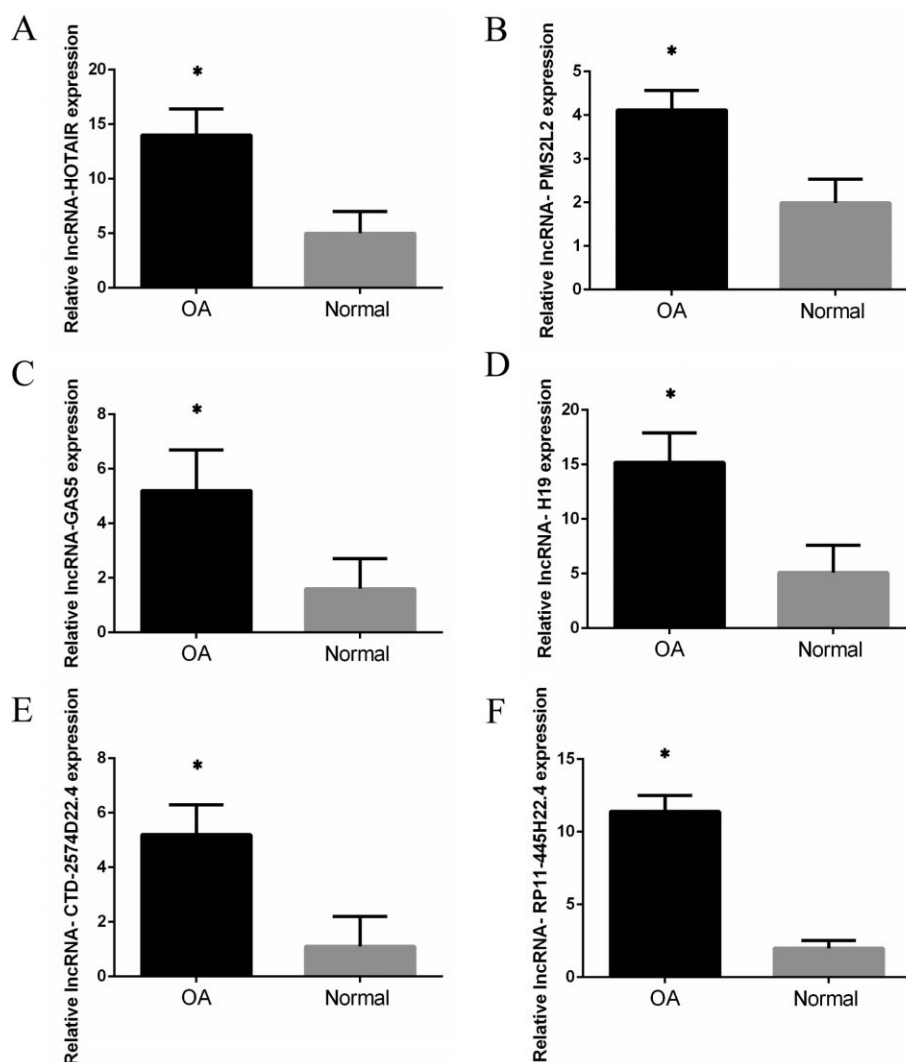 A
Relative lncRNA-HOTAIR expression
20
15
10
5
0
*
OA
Normal
B
Relative lncRNA- PMS2L2 expression
5
4
3
2
1
0
*
OA
Normal
C
Relative lncRNA-GAS5 expression
8
6
4
2
0
*
OA
Normal
D
Relative lncRNA- H19 expression
20
15
10
5
0
*
OA
Normal
E
Relative lncRNA- CTD-2574D22.4 expression
8
6
4
2
0
*
OA
Normal
F
Relative lncRNA- RP11-445H22.4 expression
15
10
5
0
*
OA
Normal